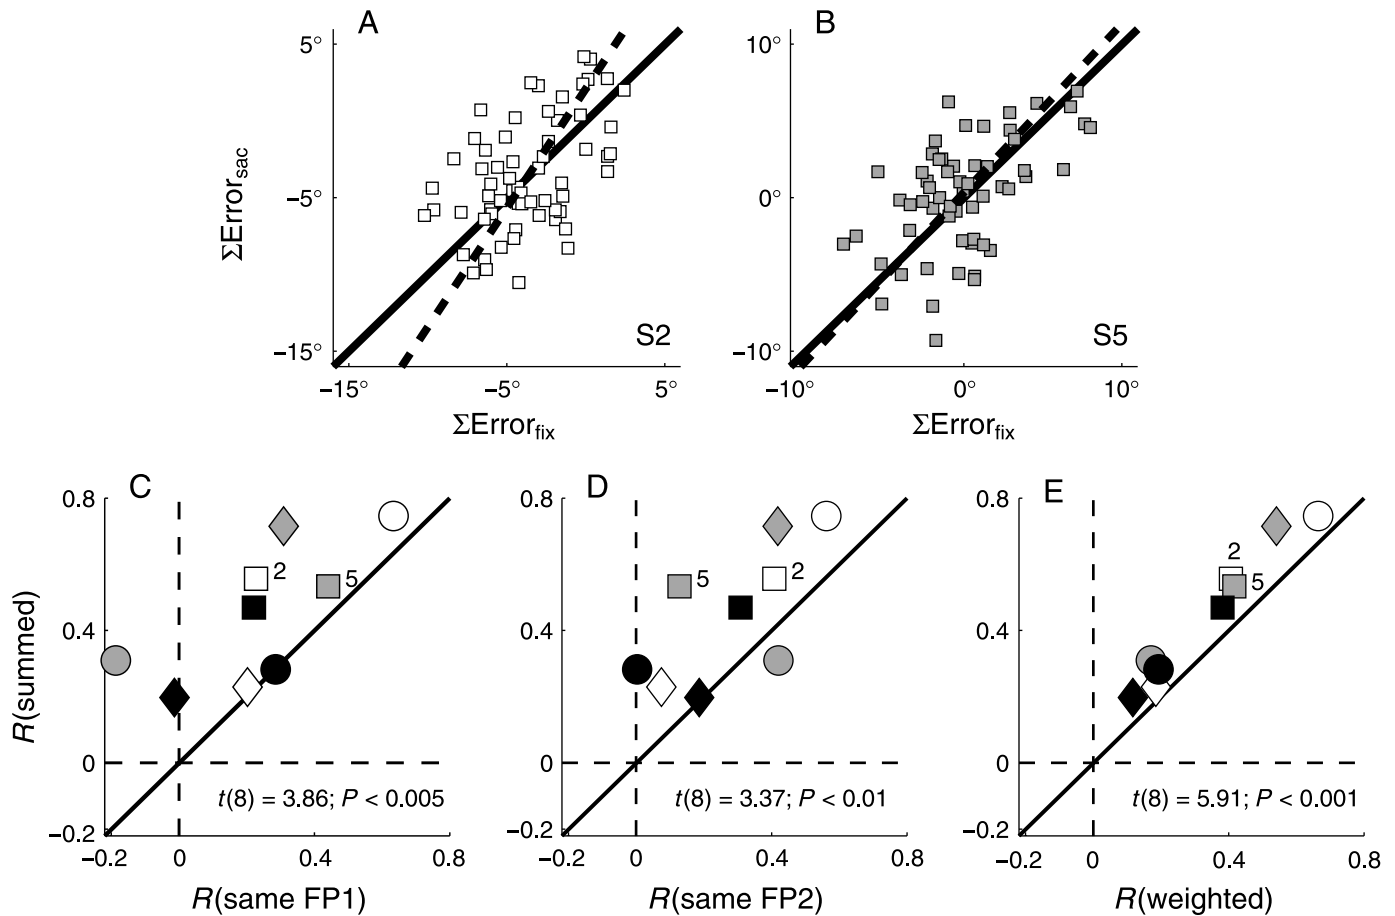 A
5°
−5°
−15°
ΣError_sac
S2
−15°
−5°
5°
ΣError_fix
B
10°
0°
−10°
S5
−10°
0°
10°
ΣError_fix
C
0.8
0.4
0
−0.2
R(summed)
2
5
t(8) = 3.86; P < 0.005
−0.2
0
0.4
0.8
R(same FP1)
D
0.8
0.4
0
−0.2
5
2
t(8) = 3.37; P < 0.01
−0.2
0
0.4
0.8
R(same FP2)
E
0.8
0.4
0
−0.2
2
5
t(8) = 5.91; P < 0.001
−0.2
0
0.4
0.8
R(weighted)